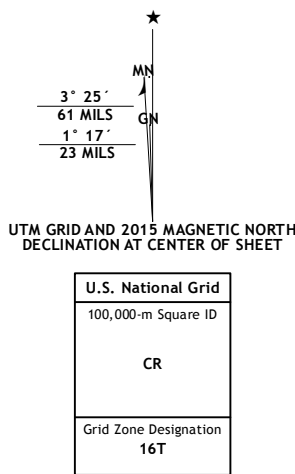 MN
3° 25´
61 MILS
GN
1° 17´
23 MILS
UTM GRID AND 2015 MAGNETIC NORTH
DECLINATION AT CENTER OF SHEET
U.S. National Grid
100,000-m Square ID
CR
Grid Zone Designation
16T